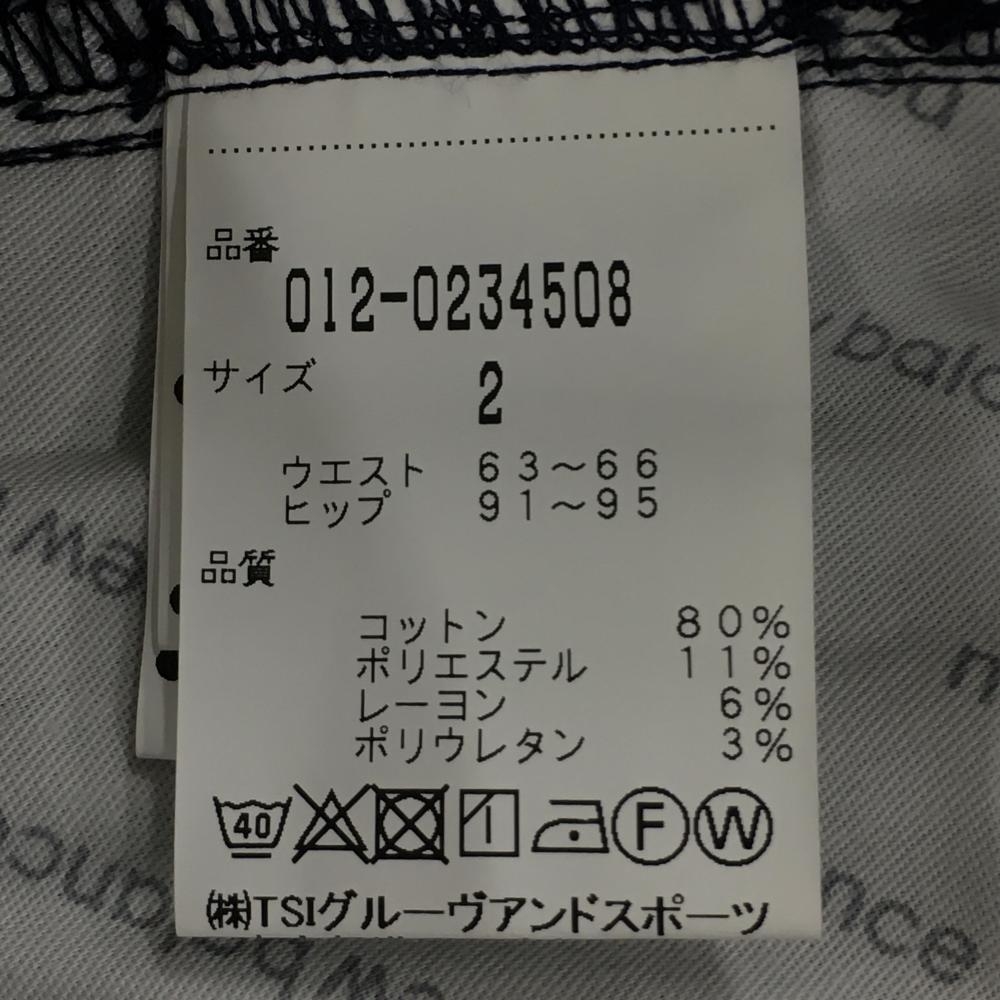 品番
012-0234508
サイズ 2
ウエスト 63～66
ヒップ 91～95
品質
コットン 80%
ポリエステル 11%
レーヨン 6%
ポリウレタン 3%
40 F W
㈱TSIグルーヴアンドスポーツ